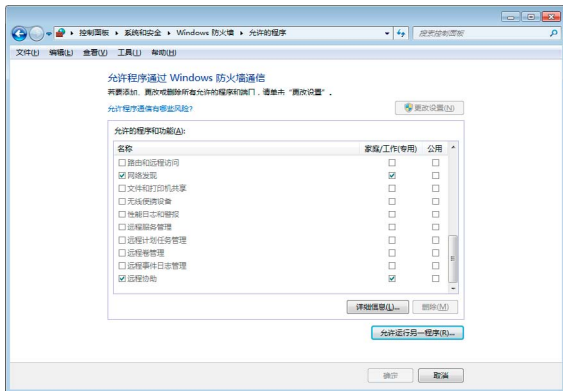 控制面板 ▸ 系统和安全 ▸ Windows 防火墙 ▸ 允许的程序
搜索控制面板
文件(F) 编辑(E) 查看(V) 工具(T) 帮助(H)
允许程序通过 Windows 防火墙通信
若要添加、更改或删除所有允许的程序和端口，请单击“更改设置”。
允许程序通信有哪些风险?
更改设置(N)
允许的程序和功能(A):
名称 家庭/工作(专用) 公用
路由和远程访问
网络发现
文件和打印机共享
无线便携设备
性能日志和警报
远程服务管理
远程计划任务管理
远程卷管理
远程事件日志管理
远程协助
详细信息(L)... 删除(M)
允许运行另一程序(R)...
确定 取消